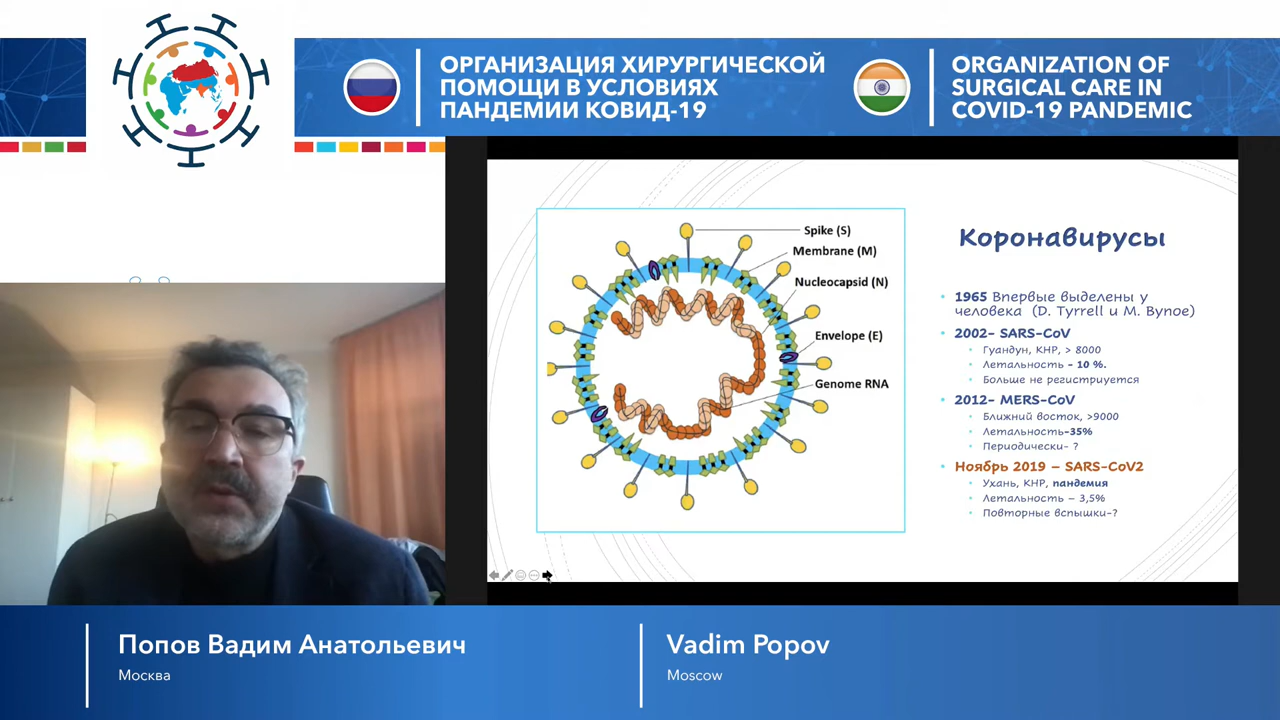 ОРГАНИЗАЦИЯ ХИРУРГИЧЕСКОЙ
ПОМОЩИ В УСЛОВИЯХ
ПАНДЕМИИ КОВИД-19
ORGANIZATION OF
SURGICAL CARE IN
COVID-19 PANDEMIC
Spike (S)
Membrane (M)
Nucleocapsid (N)
Envelope (E)
Genome RNA
Коронавирусы
1965 Впервые выделены у
человека (D. Tyrrell и M. Bynoe)
2002- SARS-CoV
Гуандун, КНР, > 8000
Летальность - 10 %.
Больше не регистриуется
2012- MERS-CoV
Ближний восток, >9000
Летальность-35%
Периодически- ?
Ноябрь 2019 – SARS-CoV2
Ухань, КНР, пандемия
Летальность – 3,5%
Повторные вспышки-?
Попов Вадим Анатольевич
Москва
Vadim Popov
Moscow